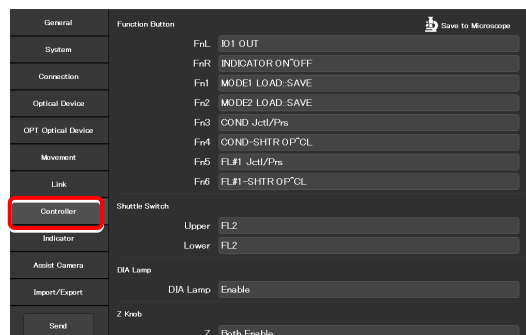 General
System
Connection
Optical Device
OPT Optical Device
Movement
Link
Controller
Indicator
Assist Camera
Import/Export
Send
Function Button
Save to Microscope
FnL IO1 OUT
FnR INDICATOR ON~OFF
Fn1 MODE1 LOAD::SAVE
Fn2 MODE2 LOAD::SAVE
Fn3 COND Jctl/Prs
Fn4 COND-SHTR OP~CL
Fn5 FL#1 Jctl/Prs
Fn6 FL#1-SHTR OP~CL
Shuttle Switch
Upper FL2
Lower FL2
DIA Lamp
DIA Lamp Enable
Z Knob
Z Both Enable